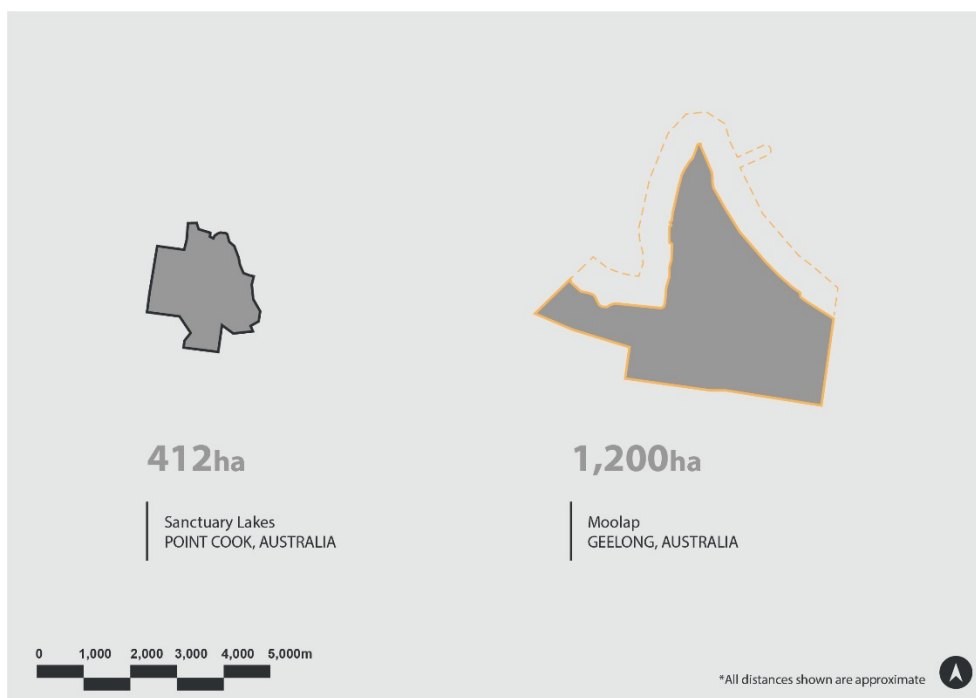 412ha
Sanctuary Lakes
POINT COOK, AUSTRALIA
1,200ha
Moolap
GEELONG, AUSTRALIA
0 1,000 2,000 3,000 4,000 5,000m
*All distances shown are approximate